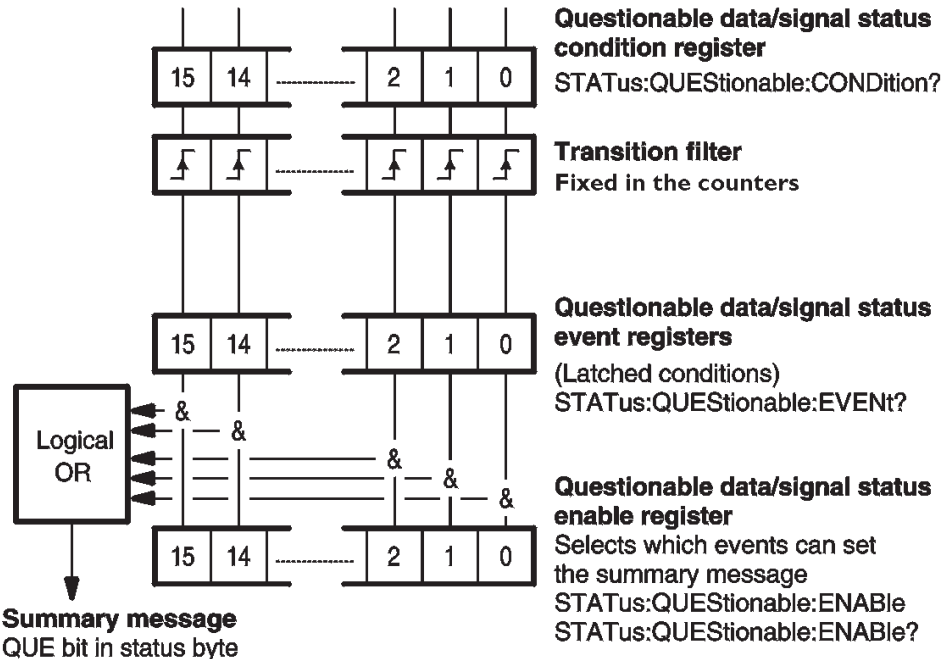 Questionable data/signal status
condition register
STATus:QUEStionable:CONDition?
15 14 2 1 0
Transition filter
Fixed in the counters
Questionable data/signal status
event registers
(Latched conditions)
STATus:QUEStionable:EVENt?
15 14 2 1 0
&
&
&
&
&
Logical
OR
Questionable data/signal status
enable register
Selects which events can set
the summary message
STATus:QUEStionable:ENABle
STATus:QUEStionable:ENABle?
15 14 2 1 0
Summary message
QUE bit in status byte